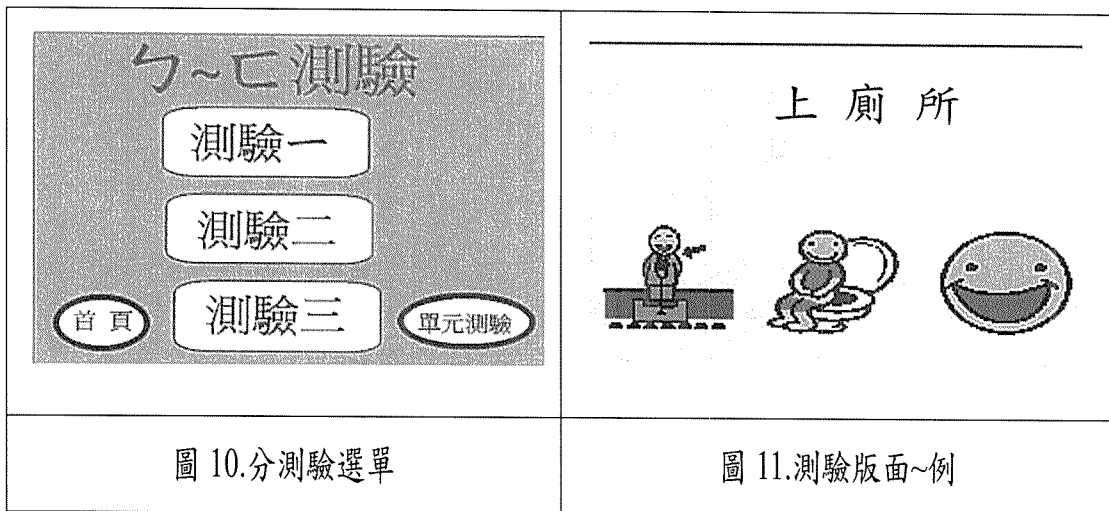 ㄅ~ㄈ測驗
測驗一
測驗二
測驗三
首頁
單元測驗
上廁所
圖 10.分測驗選單
圖 11.測驗版面~例